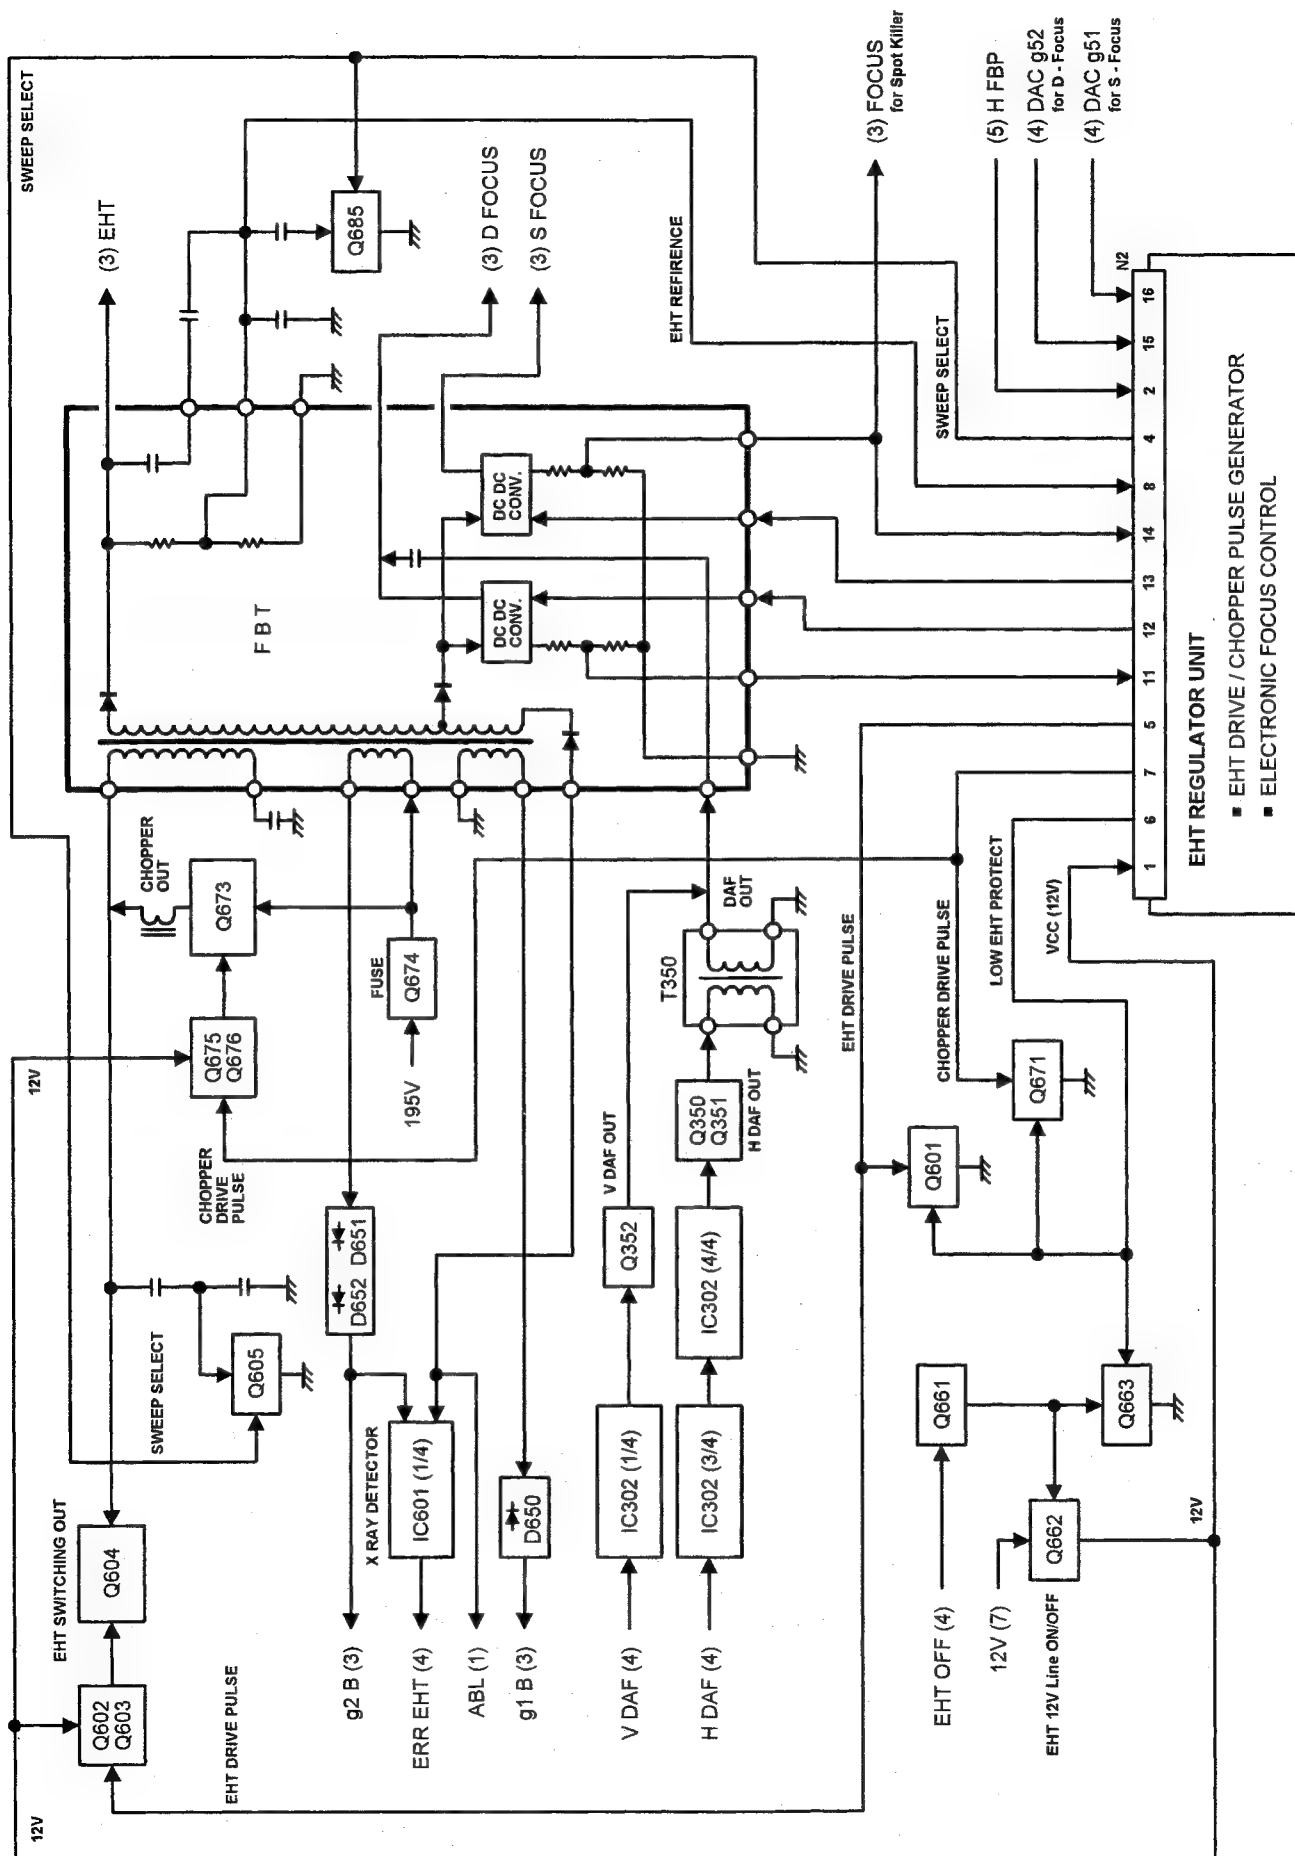 12V
SWEEP SELECT
EHT SWITCHING OUT
Q602
Q603
Q604
EHT DRIVE PULSE
SWEEP SELECT
Q605
CHOPPER
DRIVE
PULSE
12V
Q675
Q676
Q673
CHOPPER
OUT
FUSE
Q674
195V
F B T
(3) EHT
Q685
(3) D FOCUS
(3) S FOCUS
DC DC
CONV.
DC DC
CONV.
D652
D651
g2 B (3)
X RAY DETECTOR
IC601 (1/4)
ERR EHT (4)
ABL (1)
D650
g1 B (3)
V DAF (4)
IC302 (1/4)
Q352
V DAF OUT
H DAF (4)
IC302 (3/4)
IC302 (4/4)
Q350
Q351
H DAF OUT
T350
DAF
OUT
EHT REFIRENCE
SWEEP SELECT
(3) FOCUS
for Spot Killer
(5) H FBP
(4) DAC g52
for D - Focus
(4) DAC g51
for S - Focus
EHT DRIVE PULSE
Q601
CHOPPER DRIVE PULSE
Q671
LOW EHT PROTECT
VCC (12V)
EHT OFF (4)
Q661
Q663
12V (7)
Q662
EHT 12V Line ON/OFF
12V
N2
1
6
7
5
11
12
13
14
8
4
2
15
16
EHT REGULATOR UNIT
■ EHT DRIVE / CHOPPER PULSE GENERATOR
■ ELECTRONIC FOCUS CONTROL